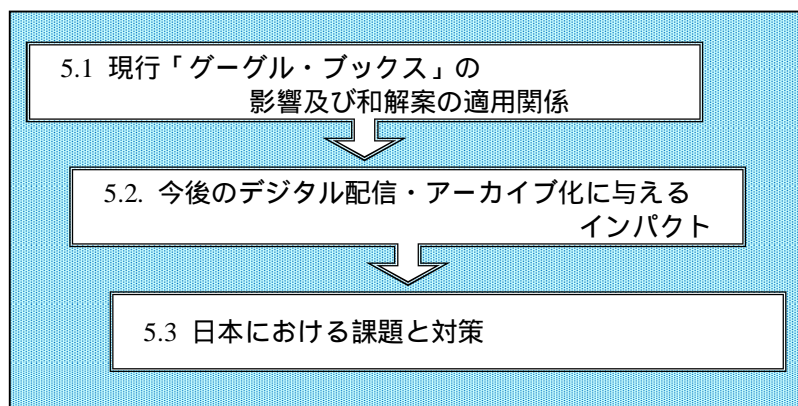 5.1 現行「グーグル・ブックス」の
影響及び和解案の適用関係
5.2. 今後のデジタル配信・アーカイブ化に与える
インパクト
5.3 日本における課題と対策